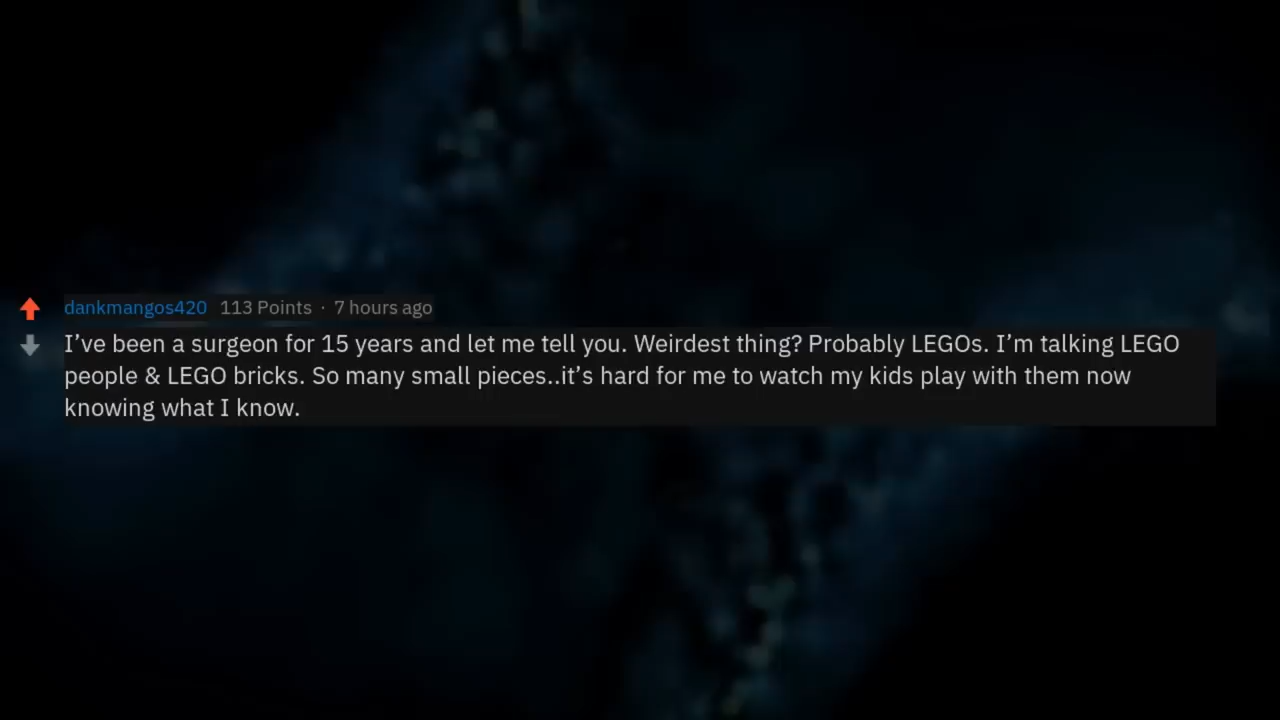 dankmangos420 113 Points · 7 hours ago
I’ve been a surgeon for 15 years and let me tell you. Weirdest thing? Probably LEGOs. I’m talking LEGO
people & LEGO bricks. So many small pieces..it’s hard for me to watch my kids play with them now
knowing what I know.